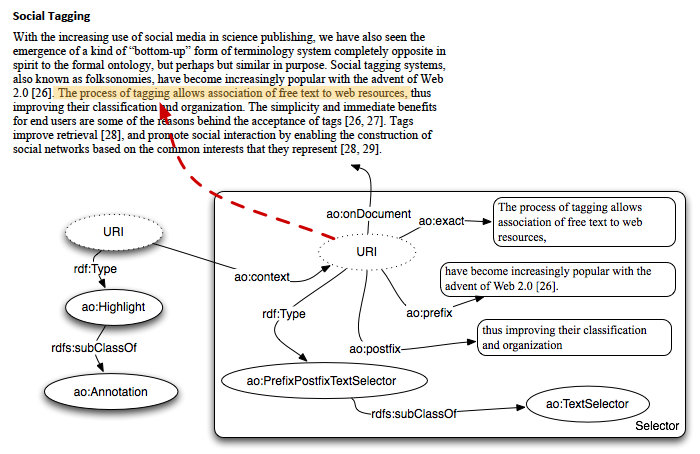 Social Tagging
With the increasing use of social media in science publishing, we have also seen the
emergence of a kind of “bottom-up” form of terminology system completely opposite in
spirit to the formal ontology, but perhaps but similar in purpose. Social tagging systems,
also known as folksonomies, have become increasingly popular with the advent of Web
2.0 [26]. The process of tagging allows association of free text to web resources, thus
improving their classification and organization. The simplicity and immediate benefits
for end users are some of the reasons behind the acceptance of tags [26, 27]. Tags
improve retrieval [28], and promote social interaction by enabling the construction of
social networks based on the common interests that they represent [28, 29].
ao:onDocument
ao:exact
The process of tagging allows
association of free text to web
resources,
URI
URI
rdf:Type
ao:context
have become increasingly popular with the
advent of Web 2.0 [26].
ao:Highlight
rdf:Type
ao:prefix
thus improving their classification
and organization
rdfs:subClassOf
ao:postfix
ao:Annotation
ao:PrefixPostfixTextSelector
rdfs:subClassOf
ao:TextSelector
Selector